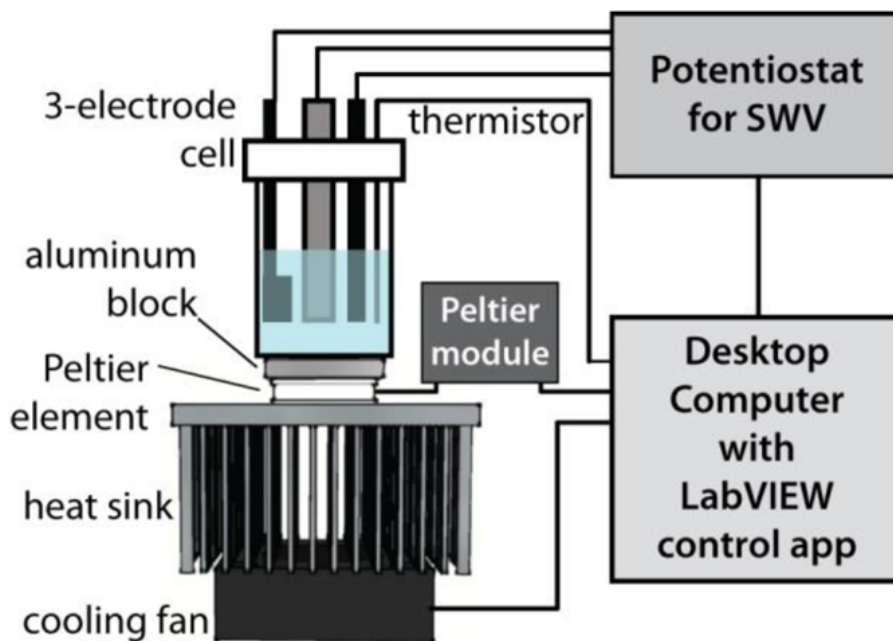 3-electrode
cell
thermistor
Potentiostat
for SWV
aluminum
block
Peltier
module
Peltier
element
Desktop
Computer
with
LabVIEW
control app
heat sink
cooling fan